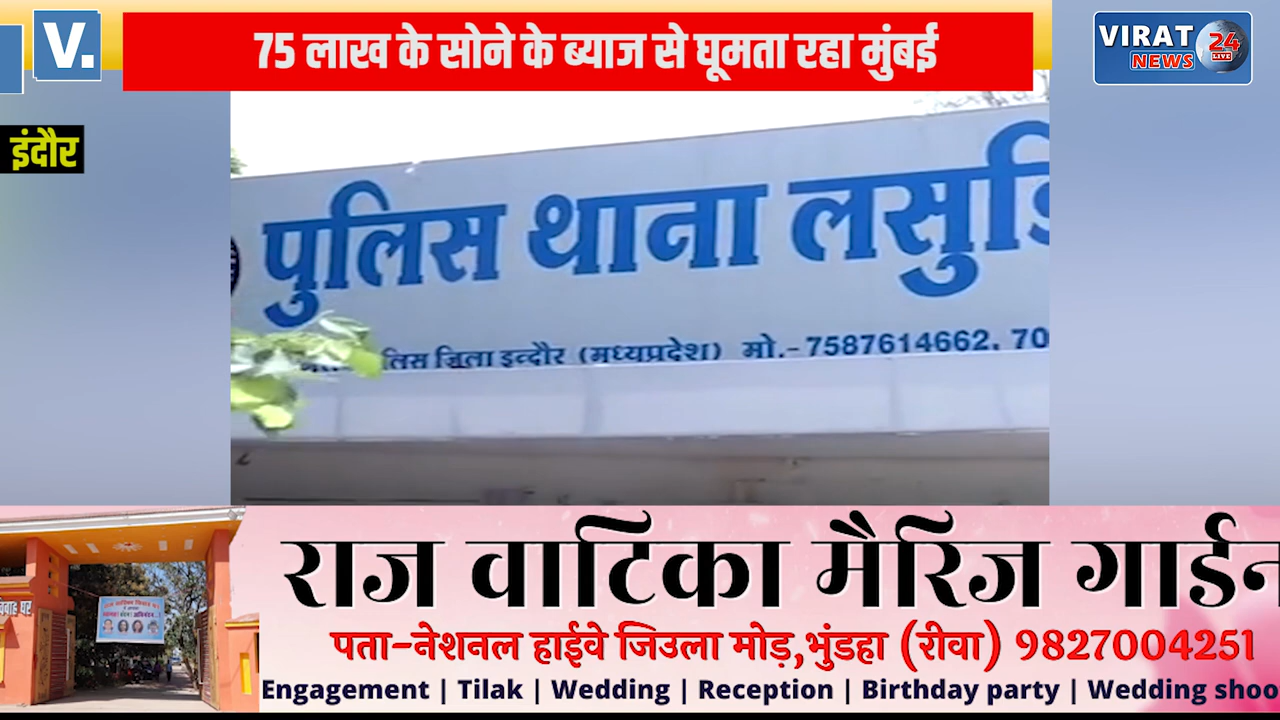 V.
75 लाख के सोने के ब्याज से घूमता रहा मुंबई
VIRAT
24
NEWS
LIVE
इंदौर
पुलिस थाना लसुडि
पुलिस जिला इन्दौर (मध्यप्रदेश) मो.- 7587614662, 70
राज वाटिका मैरिज गार्डन
पता-नेशनल हाईवे जिउला मोड़,भुंडहा (रीवा) 9827004251
Engagement | Tilak | Wedding | Reception | Birthday party | Wedding shoo